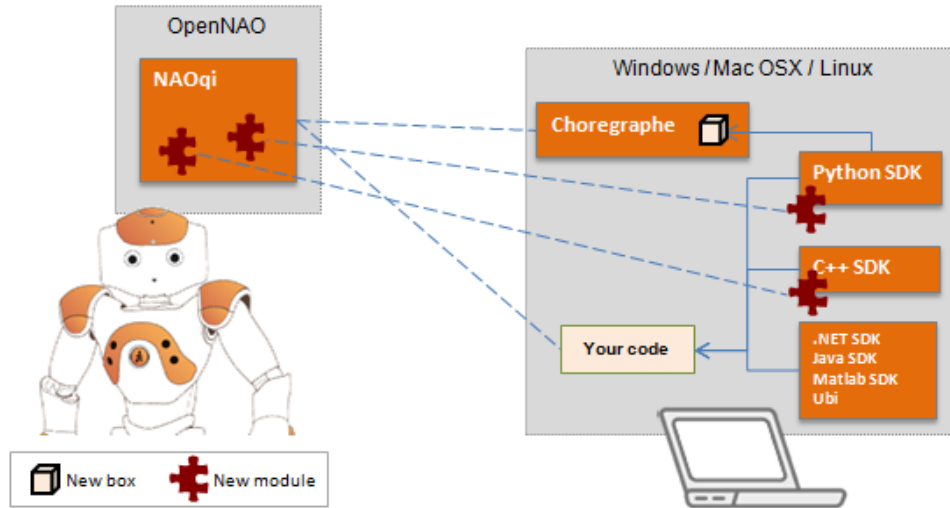 OpenNAO
NAOqi
Windows / Mac OSX / Linux
Choregraphe
Python SDK
C++ SDK
Your code
.NET SDK
Java SDK
Matlab SDK
Ubi
New box
New module